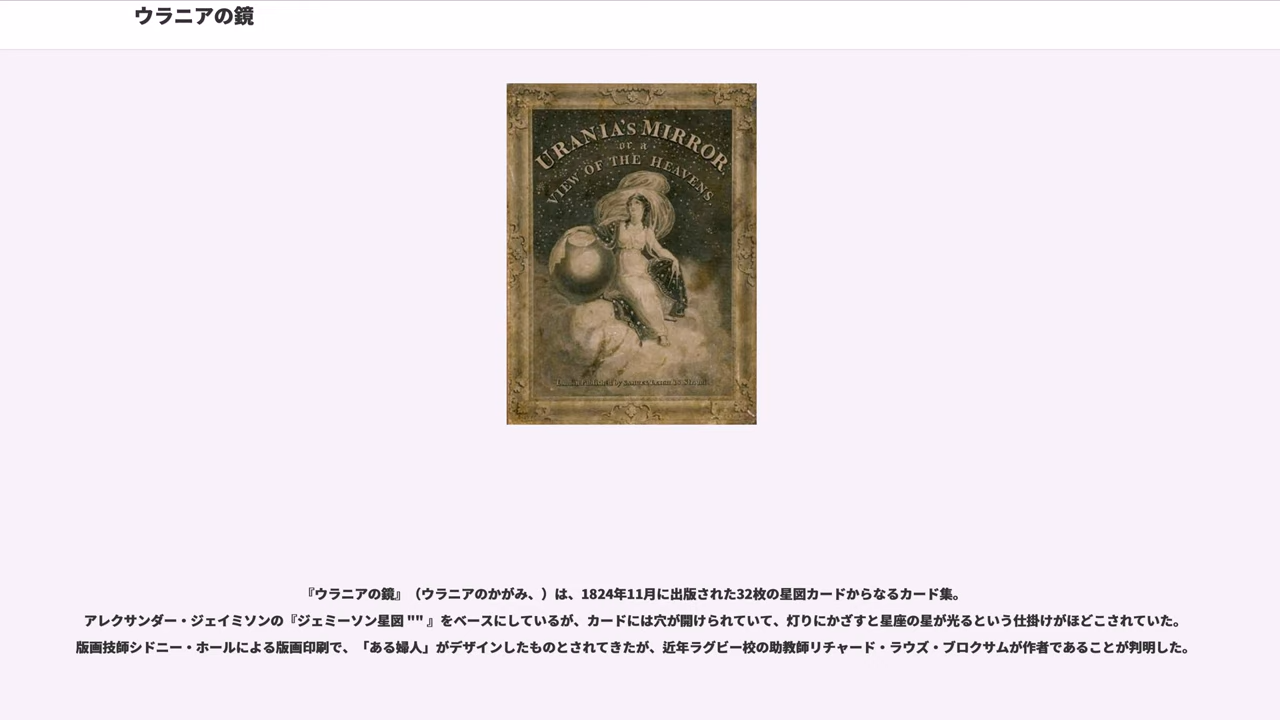 ウラニアの鏡
URANIA'S MIRROR
or, a
VIEW OF THE HEAVENS
『ウラニアの鏡』（ウラニアのかがみ、）は、1824年11月に出版された32枚の星図カードからなるカード集。
アレクサンダー・ジェイミソンの『ジェミーソン星図 "" 』をベースにしているが、カードには穴が開けられていて、灯りにかざすと星座の星が光るという仕掛けがほどこされていた。
版画技師シドニー・ホールによる版画印刷で、「ある婦人」がデザインしたものとされてきたが、近年ラグビー校の助教師リチャード・ラウズ・ブロクサムが作者であることが判明した。